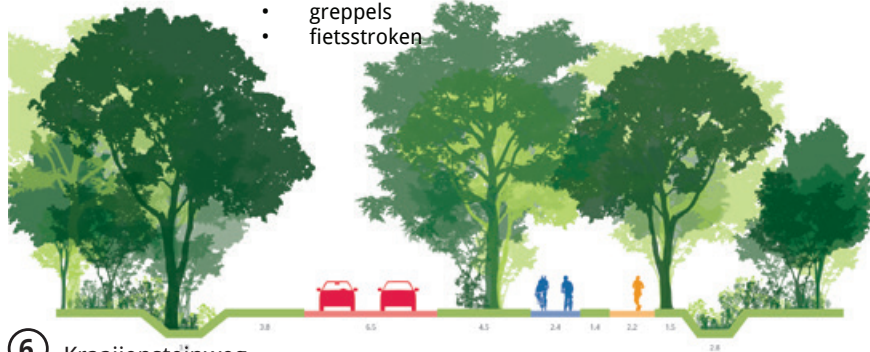 • greppels
• fietsstroken
3.8 6.5 4.5 2.4 1.4 2.2 1.5
2.8
6 Kraaijensteinweg